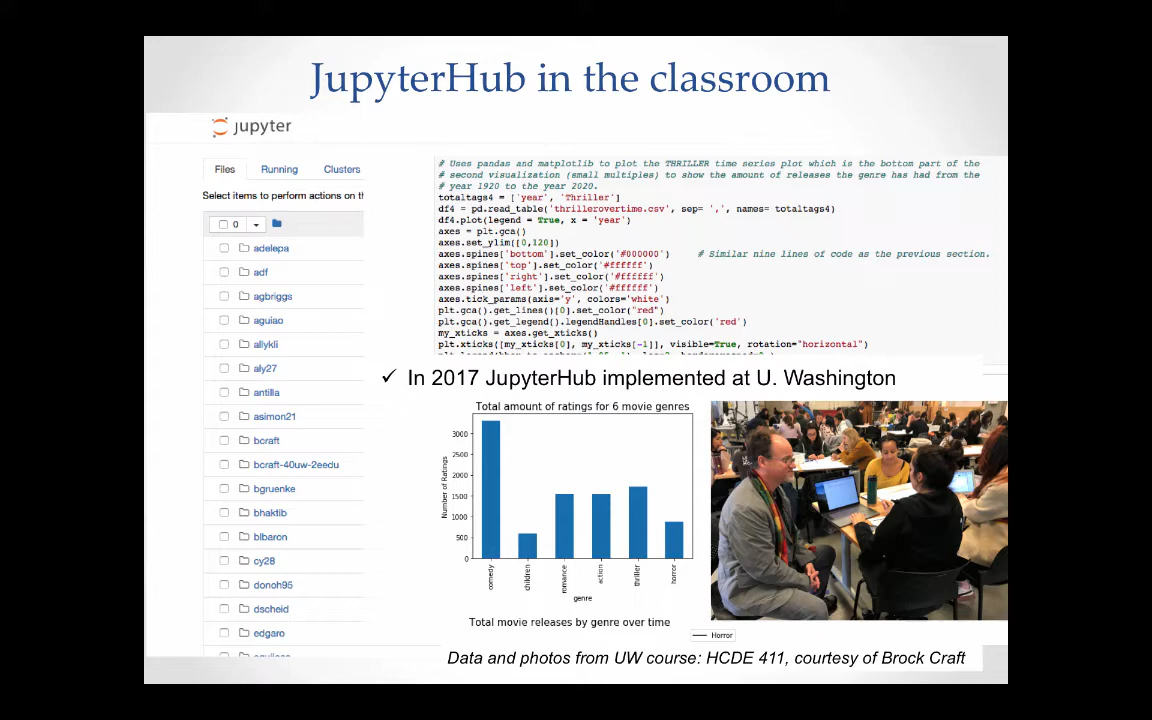 JupyterHub in the classroom
jupyter
Files Running Clusters
Select items to perform actions on th
0
adelepa
adf
agbriggs
aguiao
allykli
aly27
antilla
asimon21
bcraft
bcraft-40uw-2eedu
bgruenke
bhaktib
blbaron
cy28
donoh95
dscheid
edgaro
# Uses pandas and matplotlib to plot the THRILLER time series plot which is the bottom part of the
# second visualization (small multiples) to show the amount of releases the genre has had from the
# year 1920 to the year 2020.
totaltags4 = ['year', 'Thriller']
df4 = pd.read_table('thrillerovertime.csv', sep= ',', names= totaltags4)
df4.plot(legend = True, x = 'year')
axes = plt.gca()
axes.set_ylim([0,120])
axes.spines['bottom'].set_color('#000000') # Similar nine lines of code as the previous section.
axes.spines['top'].set_color('#ffffff')
axes.spines['right'].set_color('#ffffff')
axes.spines['left'].set_color('#ffffff')
axes.tick_params(axis='y', colors='white')
plt.gca().get_lines()[0].set_color("red")
plt.gca().get_legend().legendHandles[0].set_color('red')
my_xticks = axes.get_xticks()
plt.xticks([my_xticks[0], my_xticks[-1]], visible=True, rotation="horizontal")
✓ In 2017 JupyterHub implemented at U. Washington
Total amount of ratings for 6 movie genres
Number of Ratings
3000
2500
2000
1500
1000
500
0
comedy children romance action thriller horror
genre
Total movie releases by genre over time
Horror
Data and photos from UW course: HCDE 411, courtesy of Brock Craft